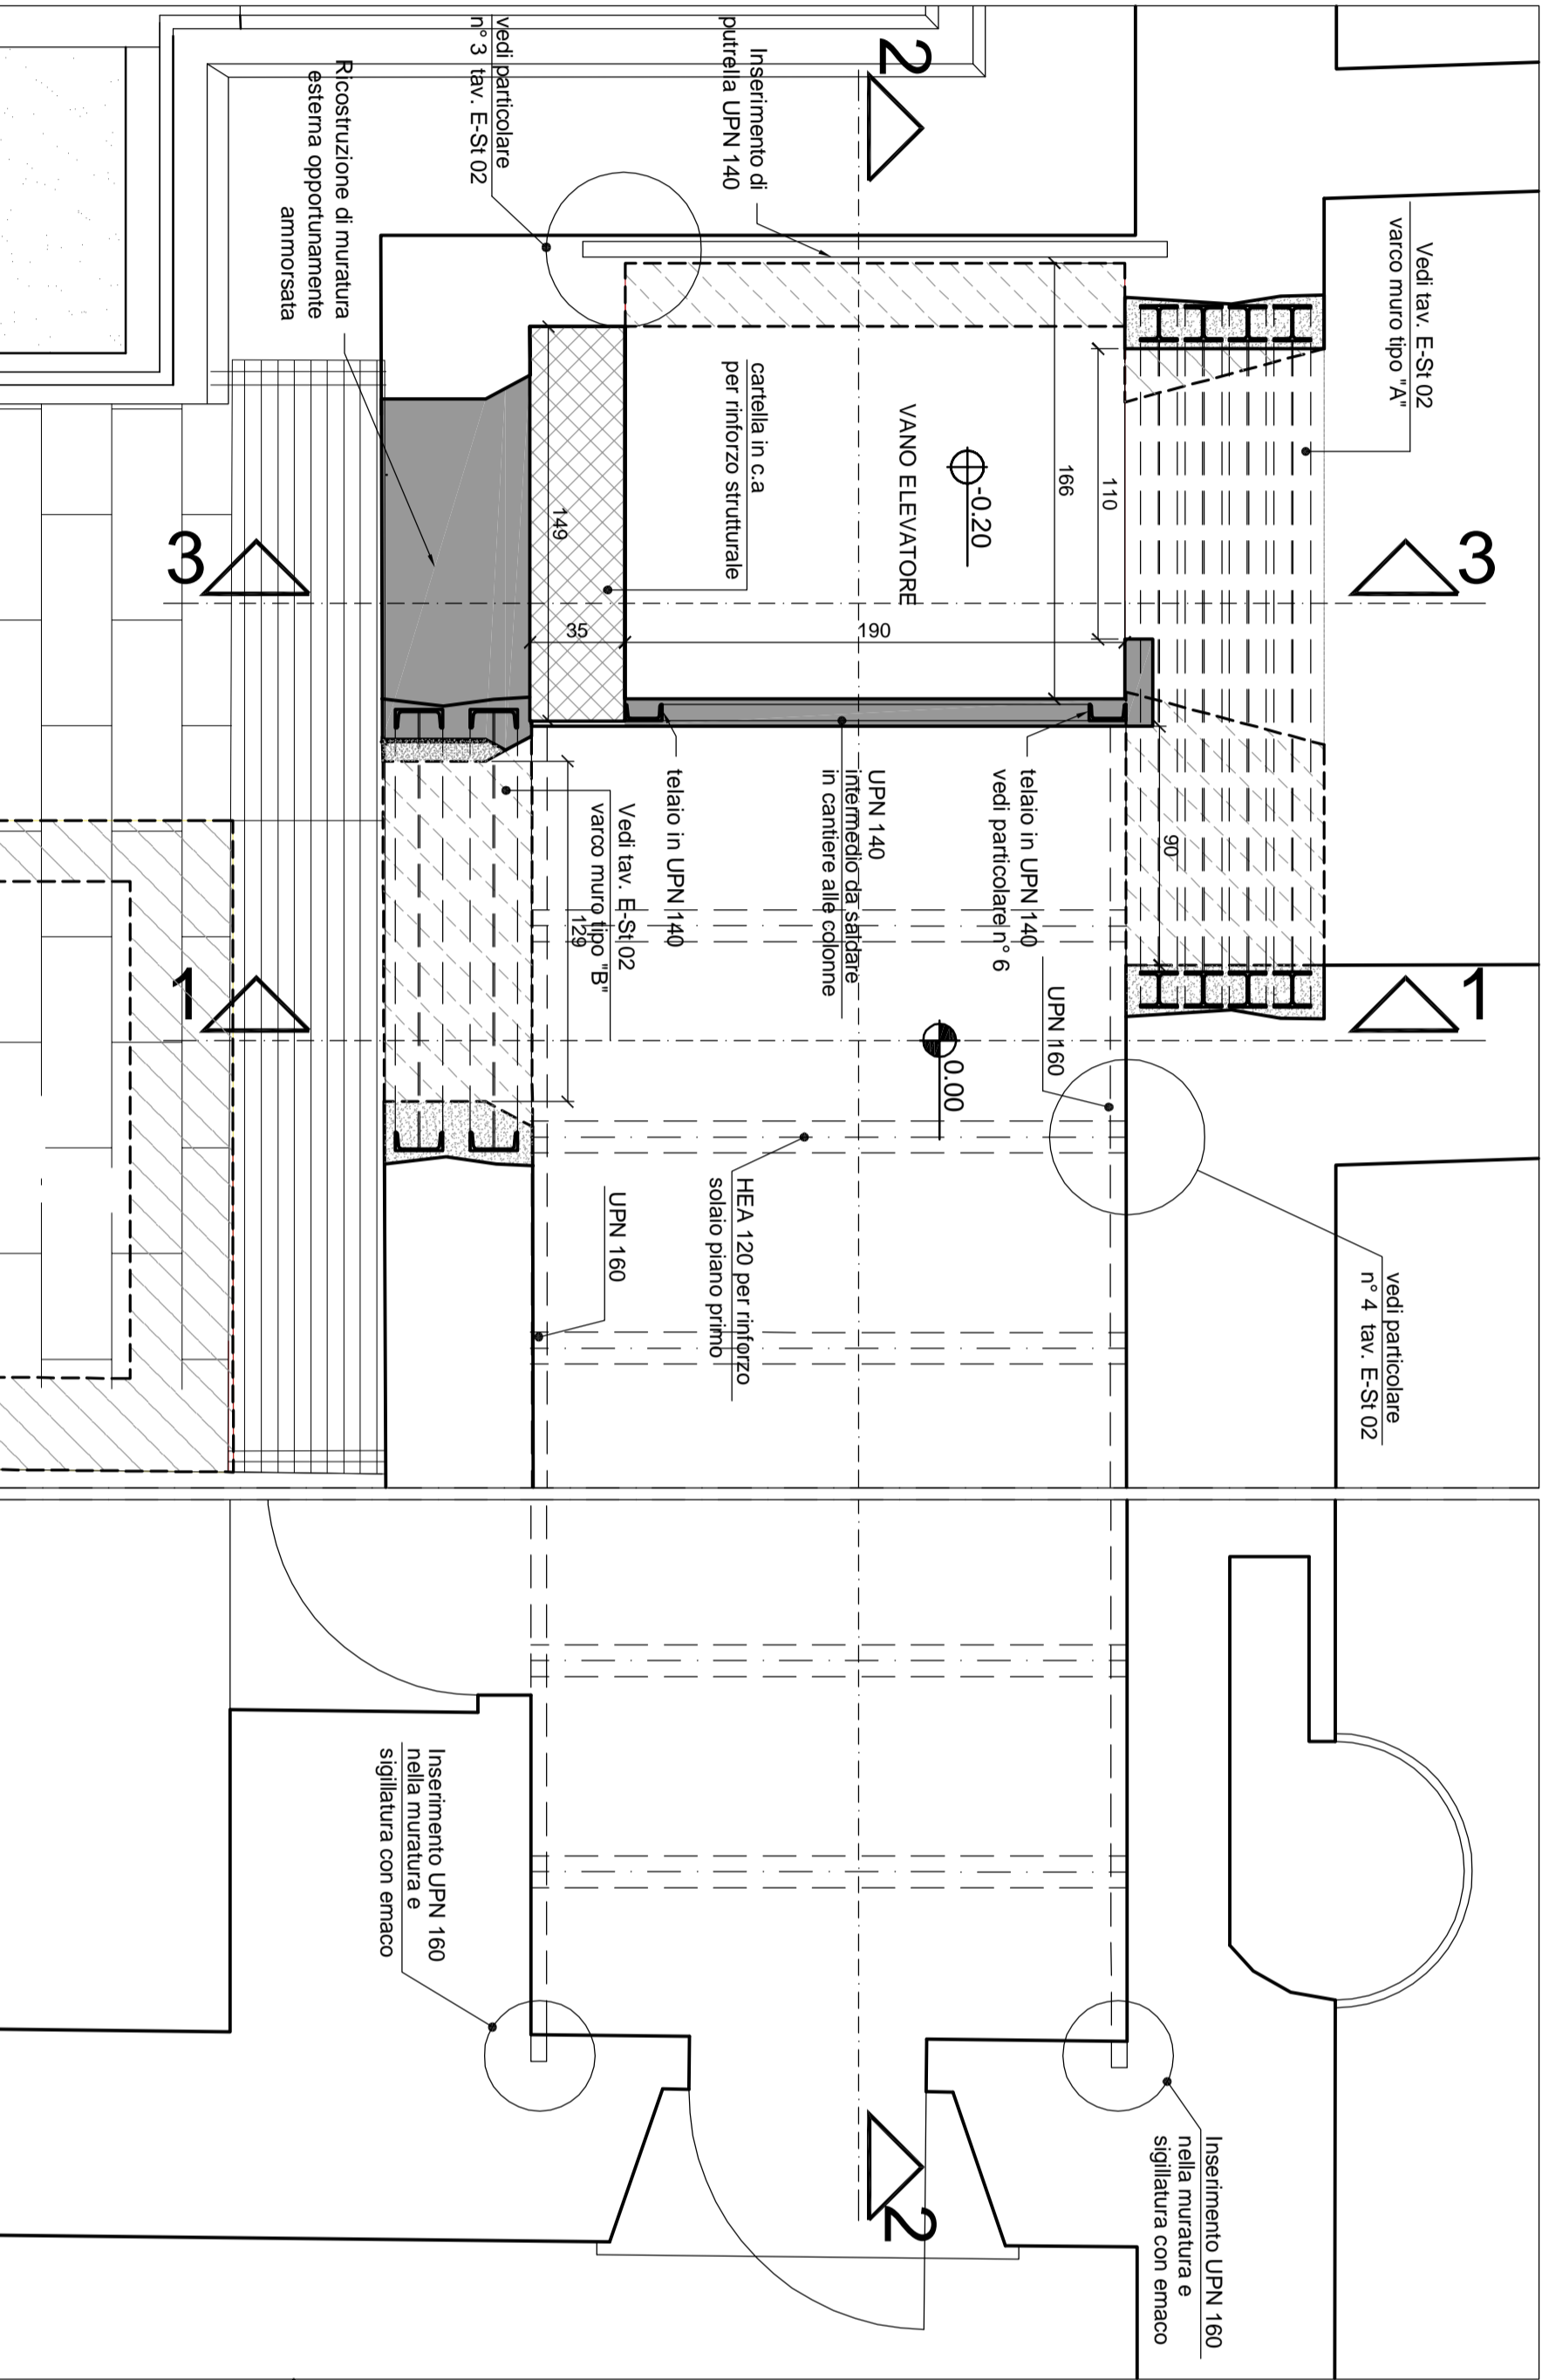 2
Inserimento di
putrella UPN 140
vedi particolare
n° 3 tav. E-St 02
Ricostruzione di muratura
esterna opportunamente
ammorsata
Vedi tav. E-St 02
varco muro tipo "A"
cartella in c.a
per rinforzo strutturale
VANO ELEVATORE
-0.20
166
110
149
35
190
3
3
telaio in UPN 140
vedi particolare n° 6
UPN 140
intermedio da saldare
in cantiere alle colonne
telaio in UPN 140
Vedi tav. E-St 02
varco muro tipo "B"
129
90
1
1
UPN 160
0.00
HEA 120 per rinforzo
solaio piano primo
UPN 160
vedi particolare
n° 4 tav. E-St 02
Inserimento UPN 160
nella muratura e
sigillatura con emaco
Inserimento UPN 160
nella muratura e
sigillatura con emaco
2